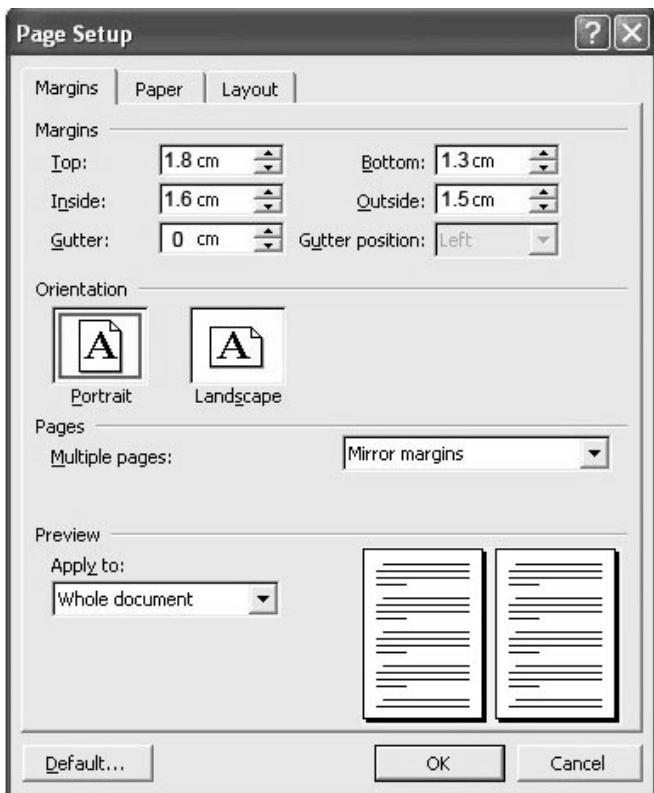 Page Setup
Margins Paper Layout
Margins
Top: 1.8 cm Bottom: 1.3 cm
Inside: 1.6 cm Outside: 1.5 cm
Gutter: 0 cm Gutter position: Left
Orientation
A A
Portrait Landscape
Pages
Multiple pages: Mirror margins
Preview
Apply to:
Whole document
Default... OK Cancel